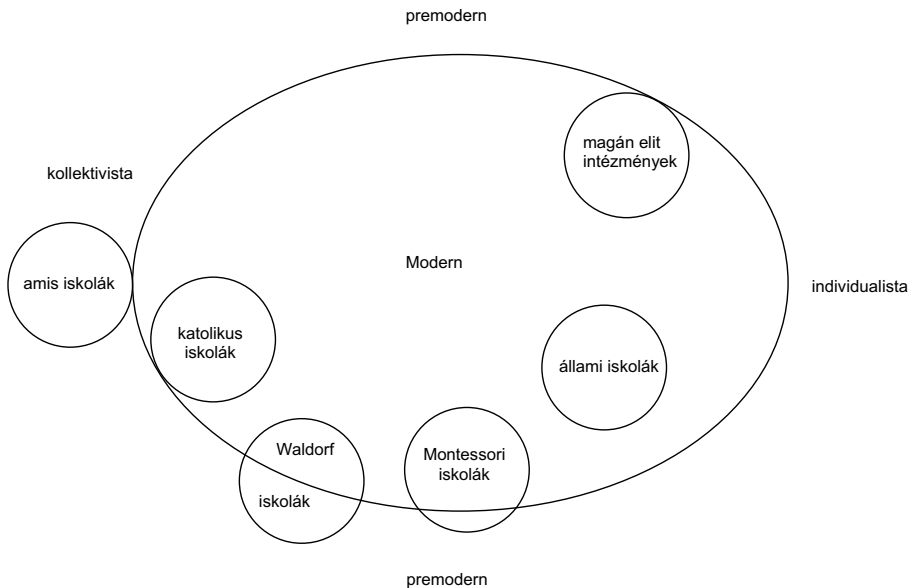 premodern
magán elit
intézmények
kollektivista
Modern
amis iskolák
individualista
katolikus
iskolák
állami iskolák
Waldorf
iskolák
Montessori
iskolák
premodern